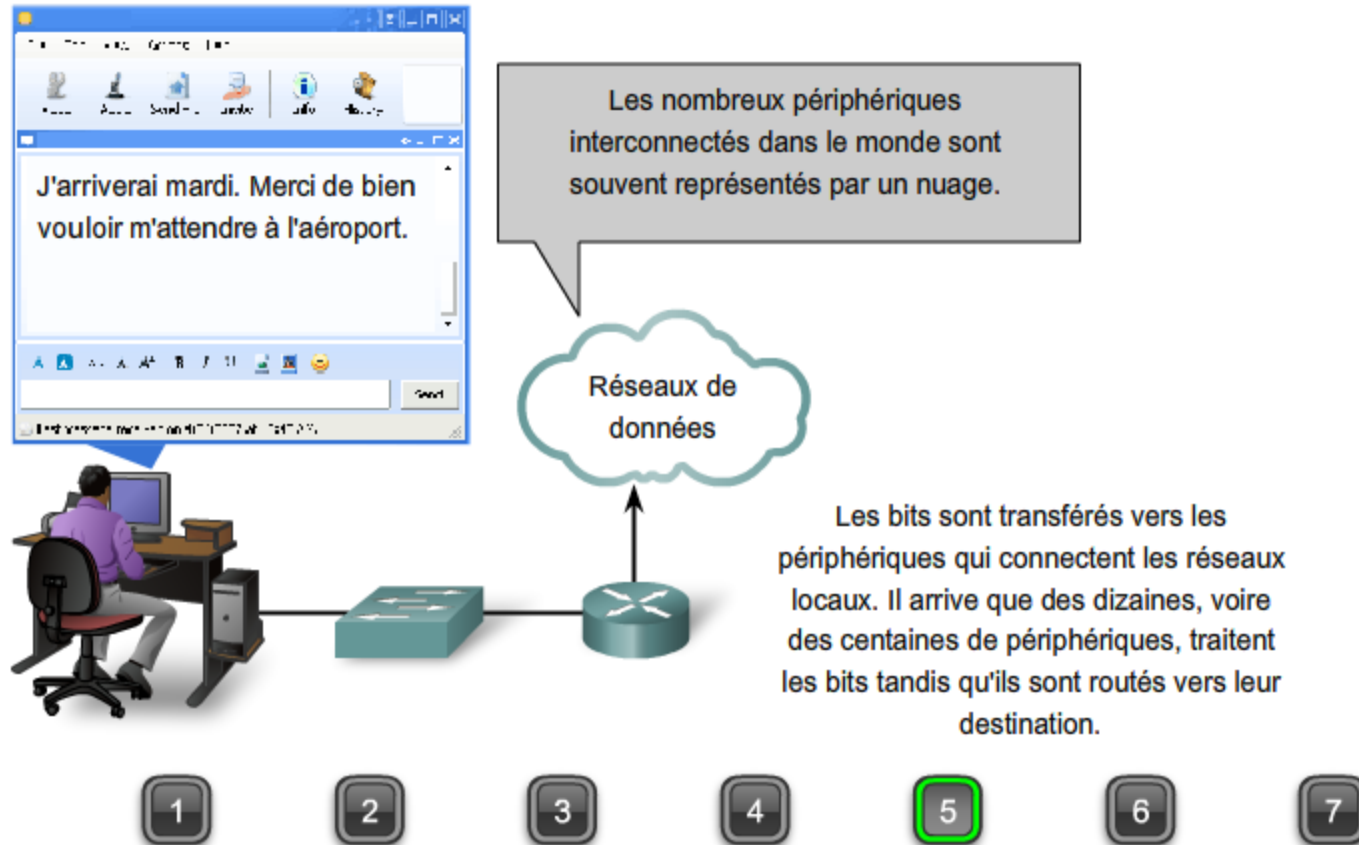 Info
J'arriverai mardi. Merci de bien
vouloir m'attendre à l'aéroport.
Send
Les nombreux périphériques
interconnectés dans le monde sont
souvent représentés par un nuage.
Réseaux de
données
Les bits sont transférés vers les
périphériques qui connectent les réseaux
locaux. Il arrive que des dizaines, voire
des centaines de périphériques, traitent
les bits tandis qu'ils sont routés vers leur
destination.
1 2 3 4 5 6 7